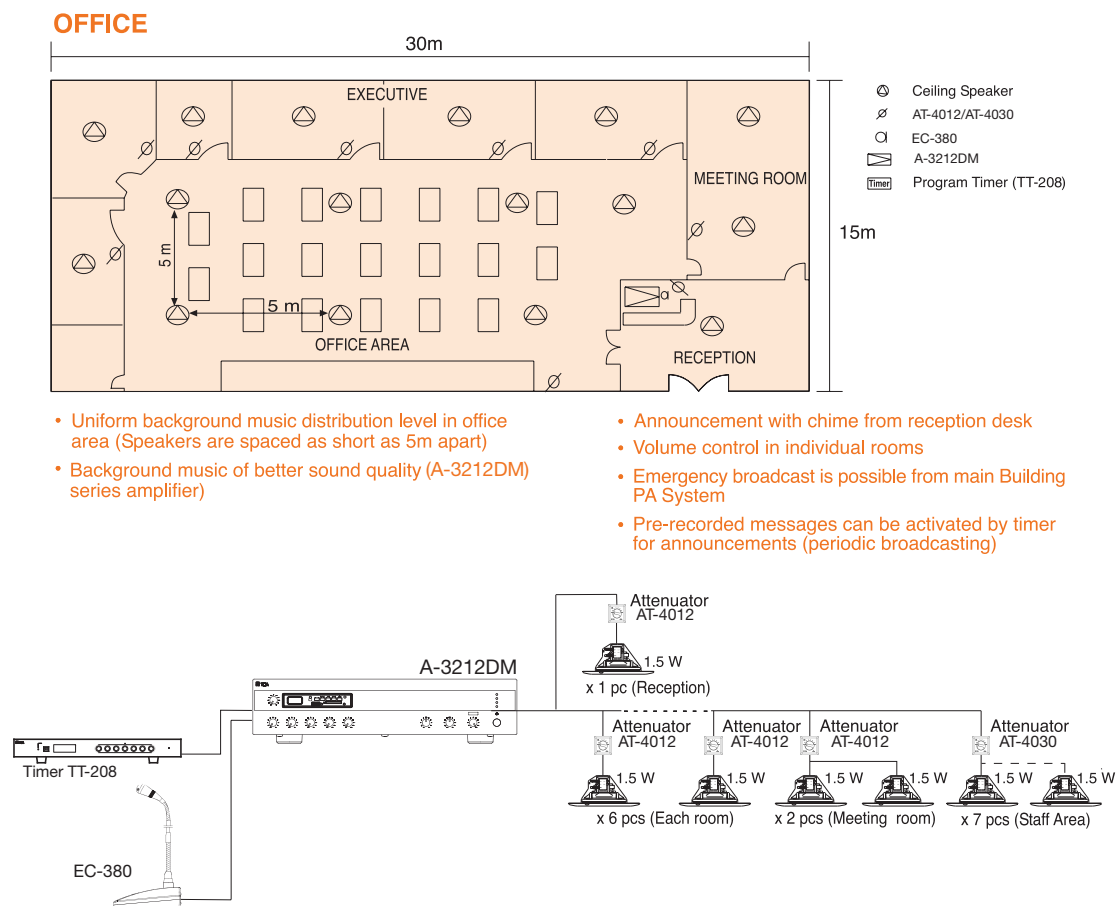 OFFICE
30m
EXECUTIVE
Ceiling Speaker
AT-4012/AT-4030
EC-380
A-3212DM
Timer
Program Timer (TT-208)
MEETING ROOM
15m
5 m
5 m
OFFICE AREA
RECEPTION
• Uniform background music distribution level in office
area (Speakers are spaced as short as 5m apart)
• Background music of better sound quality (A-3212DM)
series amplifier)
• Announcement with chime from reception desk
• Volume control in individual rooms
• Emergency broadcast is possible from main Building
PA System
• Pre-recorded messages can be activated by timer
for announcements (periodic broadcasting)
Attenuator
AT-4012
1.5 W
x 1 pc (Reception)
A-3212DM
TOA
Attenuator
AT-4012
Attenuator
AT-4012
Attenuator
AT-4012
Attenuator
AT-4030
1.5 W
1.5 W
1.5 W
1.5 W
1.5 W
1.5 W
x 6 pcs (Each room)
x 2 pcs (Meeting room)
x 7 pcs (Staff Area)
Timer TT-208
EC-380